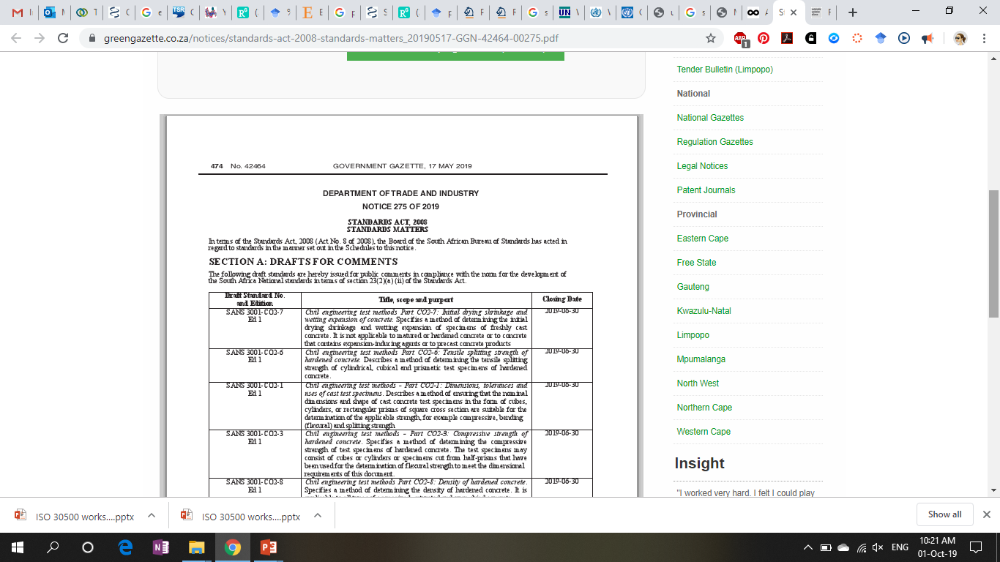 greengazette.co.za/notices/standards-act-2008-standards-matters_20190517-GGN-42464-00275.pdf
ABP
1
474 No. 42464 GOVERNMENT GAZETTE, 17 MAY 2019
DEPARTMENT OF TRADE AND INDUSTRY
NOTICE 275 OF 2019
STANDARDS ACT, 2008
STANDARDS MATTERS
In terms of the Standards Act, 2008 (Act No. 8 of 2008), the Board of the South African Bureau of Standards has acted in
regard to standards in the manner set out in the Schedules to this notice.
SECTION A: DRAFTS FOR COMMENTS
The following draft standards are hereby issued for public comments in compliance with the norm for the development of
the South Africa National standards in terms of section 23(2)(a) (ii) of the Standards Act.
Draft Standard No.
and Edition
Title, scope and purport
Closing Date
SANS 3001-CO2-7
Ed 1
Civil engineering test methods Part CO2-7: Initial drying shrinkage and
wetting expansion of concrete. Specifies a method of determining the initial
drying shrinkage and wetting expansion of specimens of freshly cast
concrete. It is not applicable to matured or hardened concrete or to concrete
that contains expansion-inducing agents or to precast concrete products
2019-06-30
SANS 3001-CO2-6
Ed 1
Civil engineering test methods Part CO2-6: Tensile splitting strength of
hardened concrete. Describes a method of determining the tensile splitting
strength of cylindrical, cubical and prismatic test specimens of hardened
concrete.
2019-06-30
SANS 3001-CO2-1
Ed 1
Civil engineering test methods - Part CO2-1: Dimensions, tolerances and
uses of cast test specimens. Describes a method of ensuring that the nominal
dimensions and shape of cast concrete test specimens in the form of cubes,
cylinders, or rectangular prisms of square cross section are suitable for the
determination of the applicable strength, for example compressive, bending
(flexural) and splitting strength
2019-06-30
SANS 3001-CO2-3
Ed 1
Civil engineering test methods - Part CO2-3: Compressive strength of
hardened concrete. Specifies a method of determining the compressive
strength of test specimens of hardened concrete. The test specimens may
consist of cubes or cylinders or specimens cut from half-prisms that have
been used for the determination of flexural strength to meet the dimensional
requirements of this document.
2019-06-30
SANS 3001-CO2-8
Ed 1
Civil engineering test methods Part CO2-8: Density of hardened concrete.
Specifies a method of determining the density of hardened concrete. It is
2019-06-30
Tender Bulletin (Limpopo)
National
National Gazettes
Regulation Gazettes
Legal Notices
Patent Journals
Provincial
Eastern Cape
Free State
Gauteng
Kwazulu-Natal
Limpopo
Mpumalanga
North West
Northern Cape
Western Cape
Insight
"I worked very hard. I felt I could play
ISO 30500 works....pptx
ISO 30500 works....pptx
Show all
ENG
10:21 AM
01-Oct-19